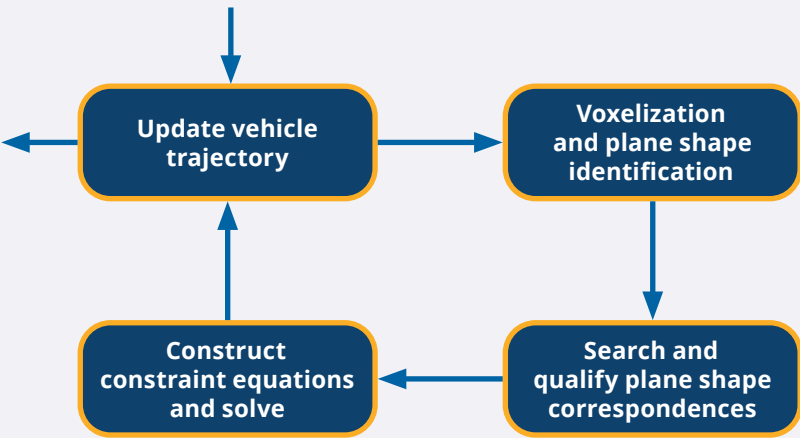 Update vehicle
trajectory
Voxelization
and plane shape
identification
Construct
constraint equations
and solve
Search and
qualify plane shape
correspondences